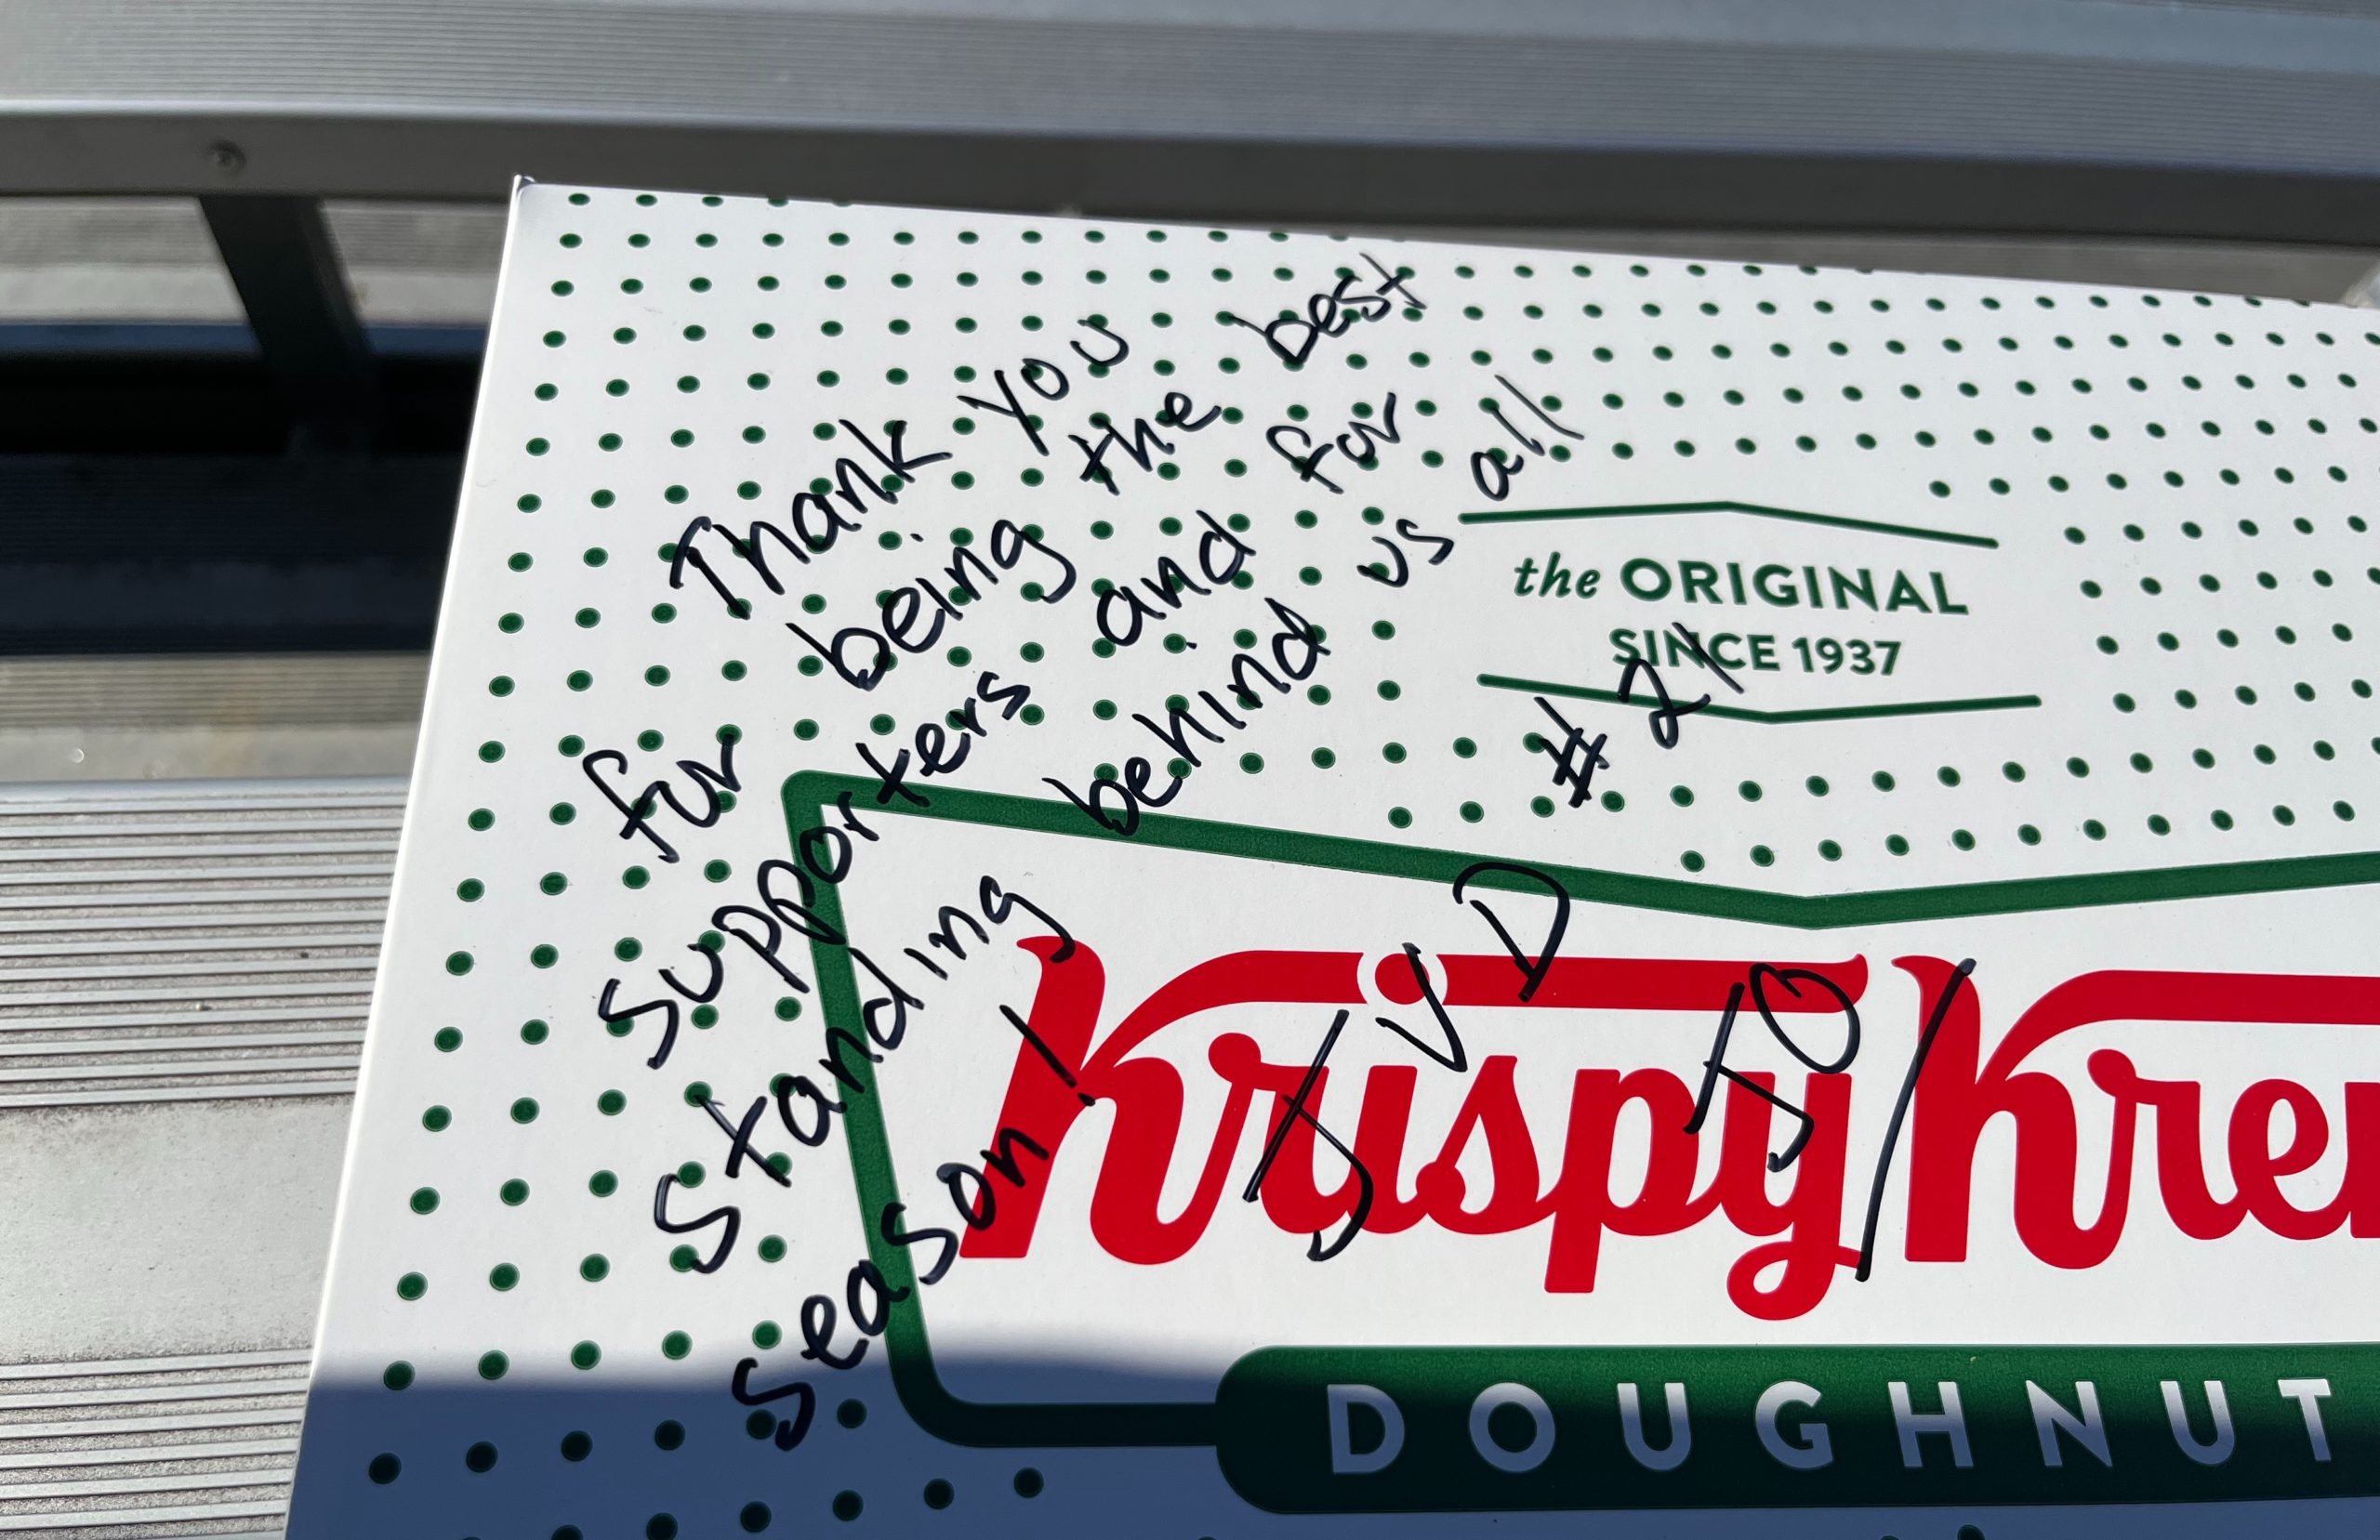 Thank you
for being the best
supporters and for
standing behind us all
season!
#21
the ORIGINAL
SINCE 1937
Krispy Kre
DOUGHNUT